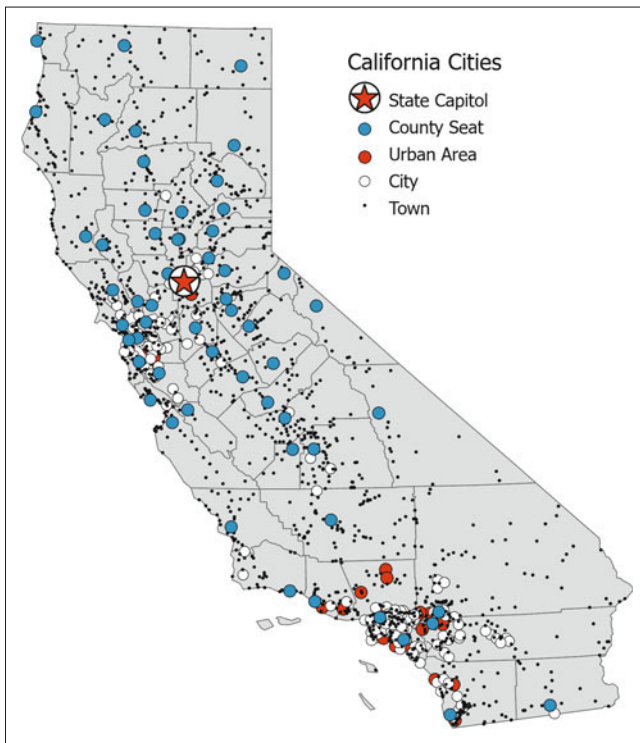 California Cities
State Capitol
County Seat
Urban Area
City
Town